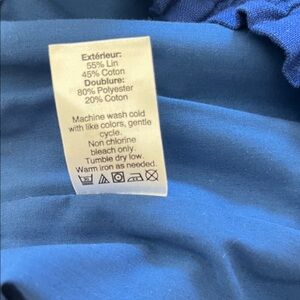 Extérieur:
55% Lin
45% Coton
Doublure:
80% Polyester
20% Coton
Machine wash cold
with like colors, gentle
cycle.
Non chlorine
bleach only.
Tumble dry low.
Warm iron as needed.